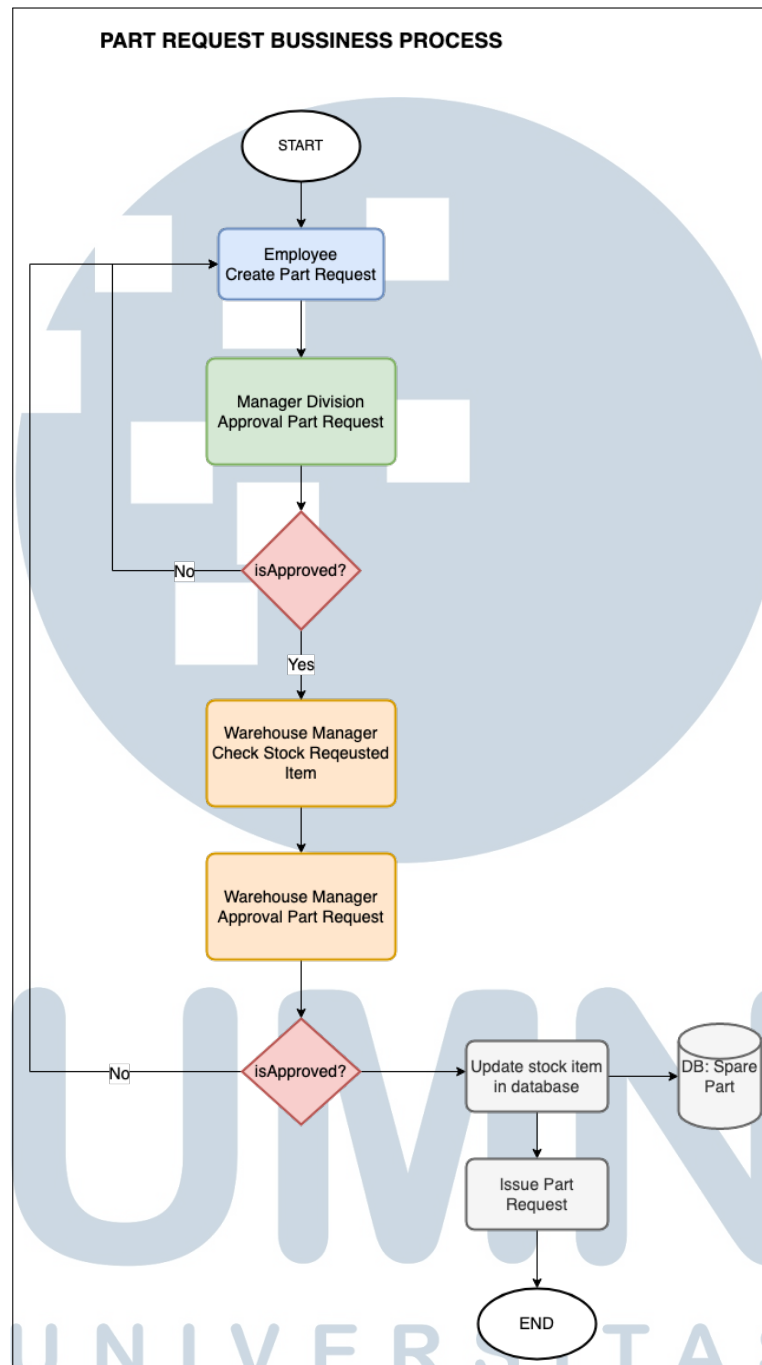 PART REQUEST BUSSINESS PROCESS
START
Employee
Create Part Request
Manager Division
Approval Part Request
isApproved?
No
Yes
Warehouse Manager
Check Stock Reqeusted
Item
Warehouse Manager
Approval Part Request
isApproved?
No
Update stock item
in database
DB: Spare
Part
Issue Part
Request
END
UMN
UNIVERSITAS